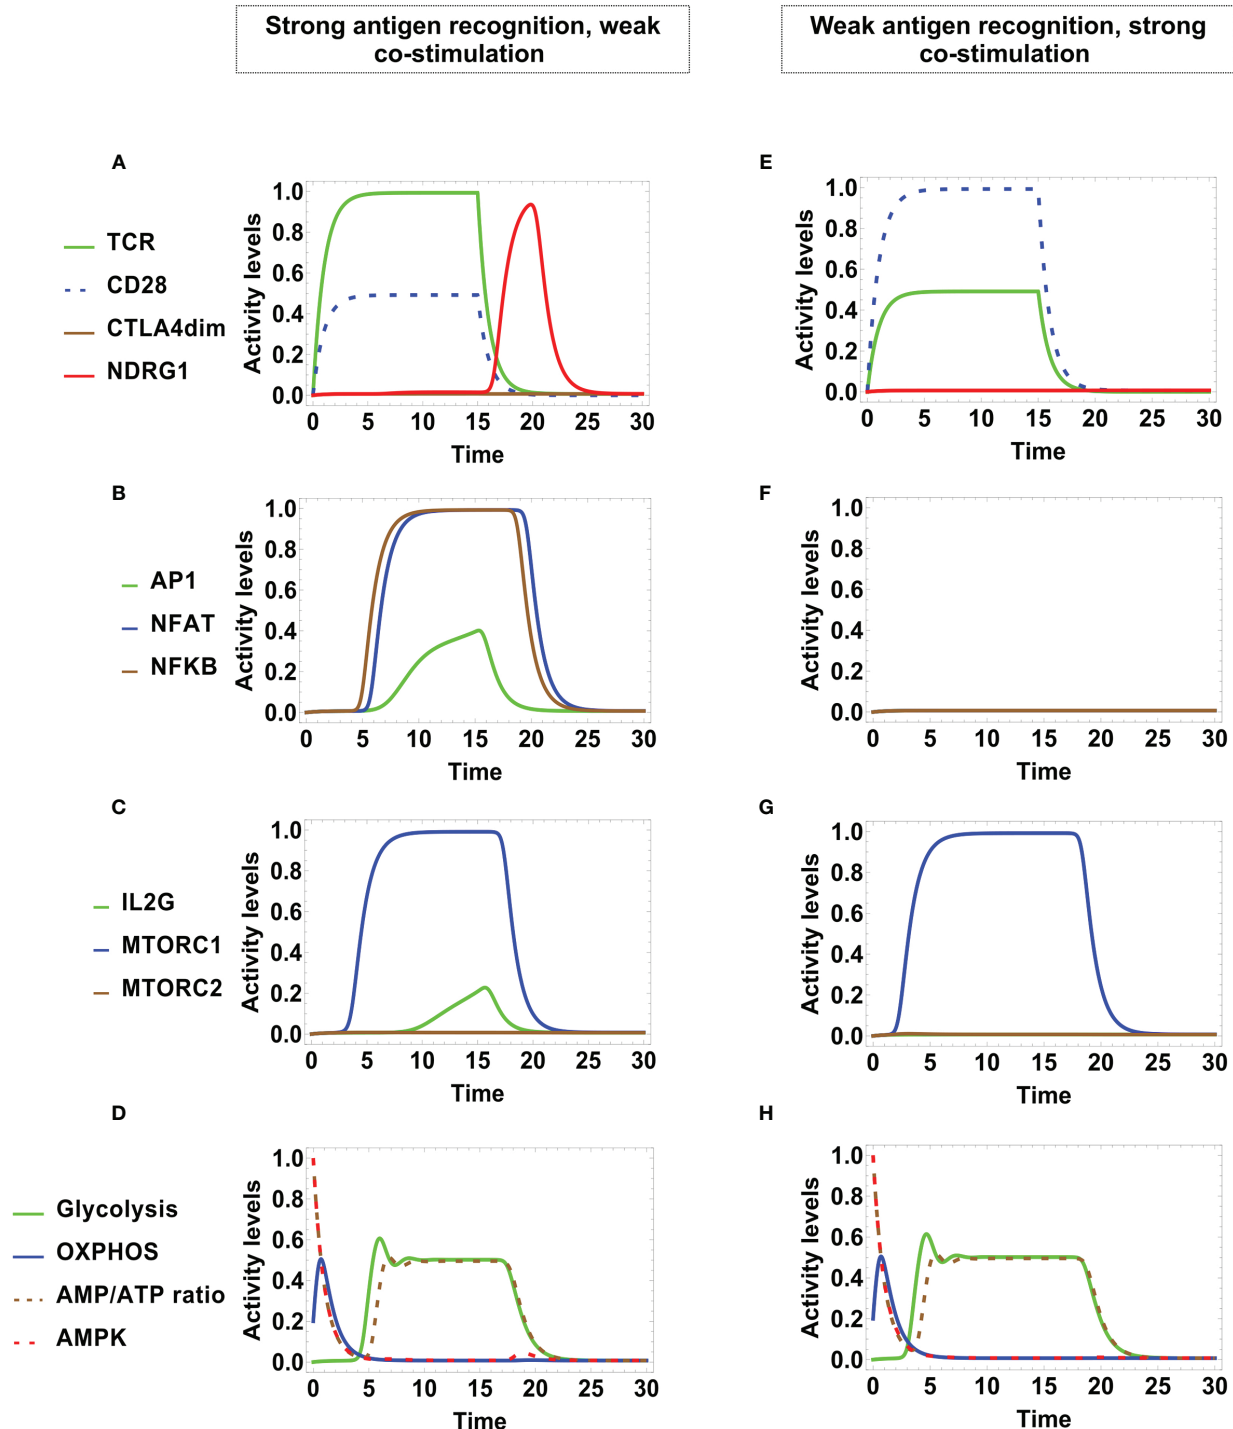 Strong antigen recognition, weak
co-stimulation
Weak antigen recognition, strong
co-stimulation
A
TCR
CD28
CTLA4dim
NDRG1
Activity levels
1.0
0.8
0.6
0.4
0.2
0.0
0 5 10 15 20 25 30
Time
E
Activity levels
1.0
0.8
0.6
0.4
0.2
0.0
0 5 10 15 20 25 30
Time
B
AP1
NFAT
NFKB
Activity levels
1.0
0.8
0.6
0.4
0.2
0.0
0 5 10 15 20 25 30
Time
F
Activity levels
1.0
0.8
0.6
0.4
0.2
0.0
0 5 10 15 20 25 30
Time
C
IL2G
MTORC1
MTORC2
Activity levels
1.0
0.8
0.6
0.4
0.2
0.0
0 5 10 15 20 25 30
Time
G
Activity levels
1.0
0.8
0.6
0.4
0.2
0.0
0 5 10 15 20 25 30
Time
D
Glycolysis
OXPHOS
AMP/ATP ratio
AMPK
Activity levels
1.0
0.8
0.6
0.4
0.2
0.0
0 5 10 15 20 25 30
Time
H
Activity levels
1.0
0.8
0.6
0.4
0.2
0.0
0 5 10 15 20 25 30
Time